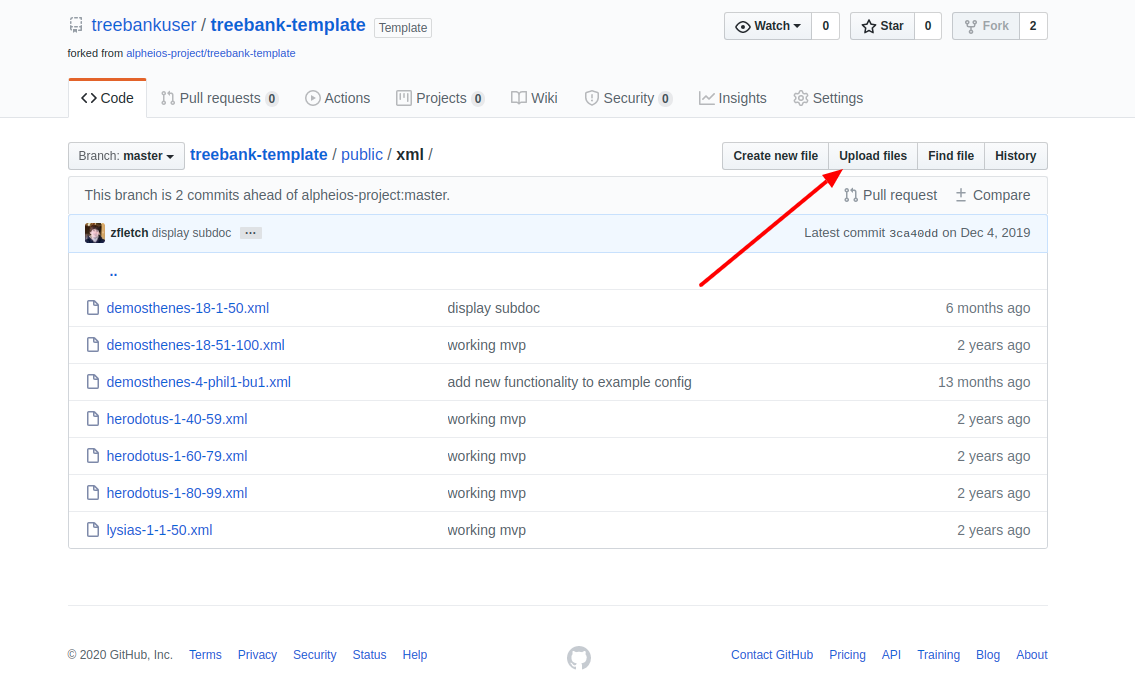 treebankuser / treebank-template Template Watch 0 Star 0 Fork 2
forked from alpheios-project/treebank-template
Code Pull requests 0 Actions Projects 0 Wiki Security 0 Insights Settings
Branch: master treebank-template / public / xml / Create new file Upload files Find file History
This branch is 2 commits ahead of alpheios-project:master. Pull request Compare
zfletch display subdoc ... Latest commit 3ca40dd on Dec 4, 2019
..
demosthenes-18-1-50.xml display subdoc 6 months ago
demosthenes-18-51-100.xml working mvp 2 years ago
demosthenes-4-phil1-bu1.xml add new functionality to example config 13 months ago
herodotus-1-40-59.xml working mvp 2 years ago
herodotus-1-60-79.xml working mvp 2 years ago
herodotus-1-80-99.xml working mvp 2 years ago
lysias-1-1-50.xml working mvp 2 years ago
© 2020 GitHub, Inc. Terms Privacy Security Status Help Contact GitHub Pricing API Training Blog About